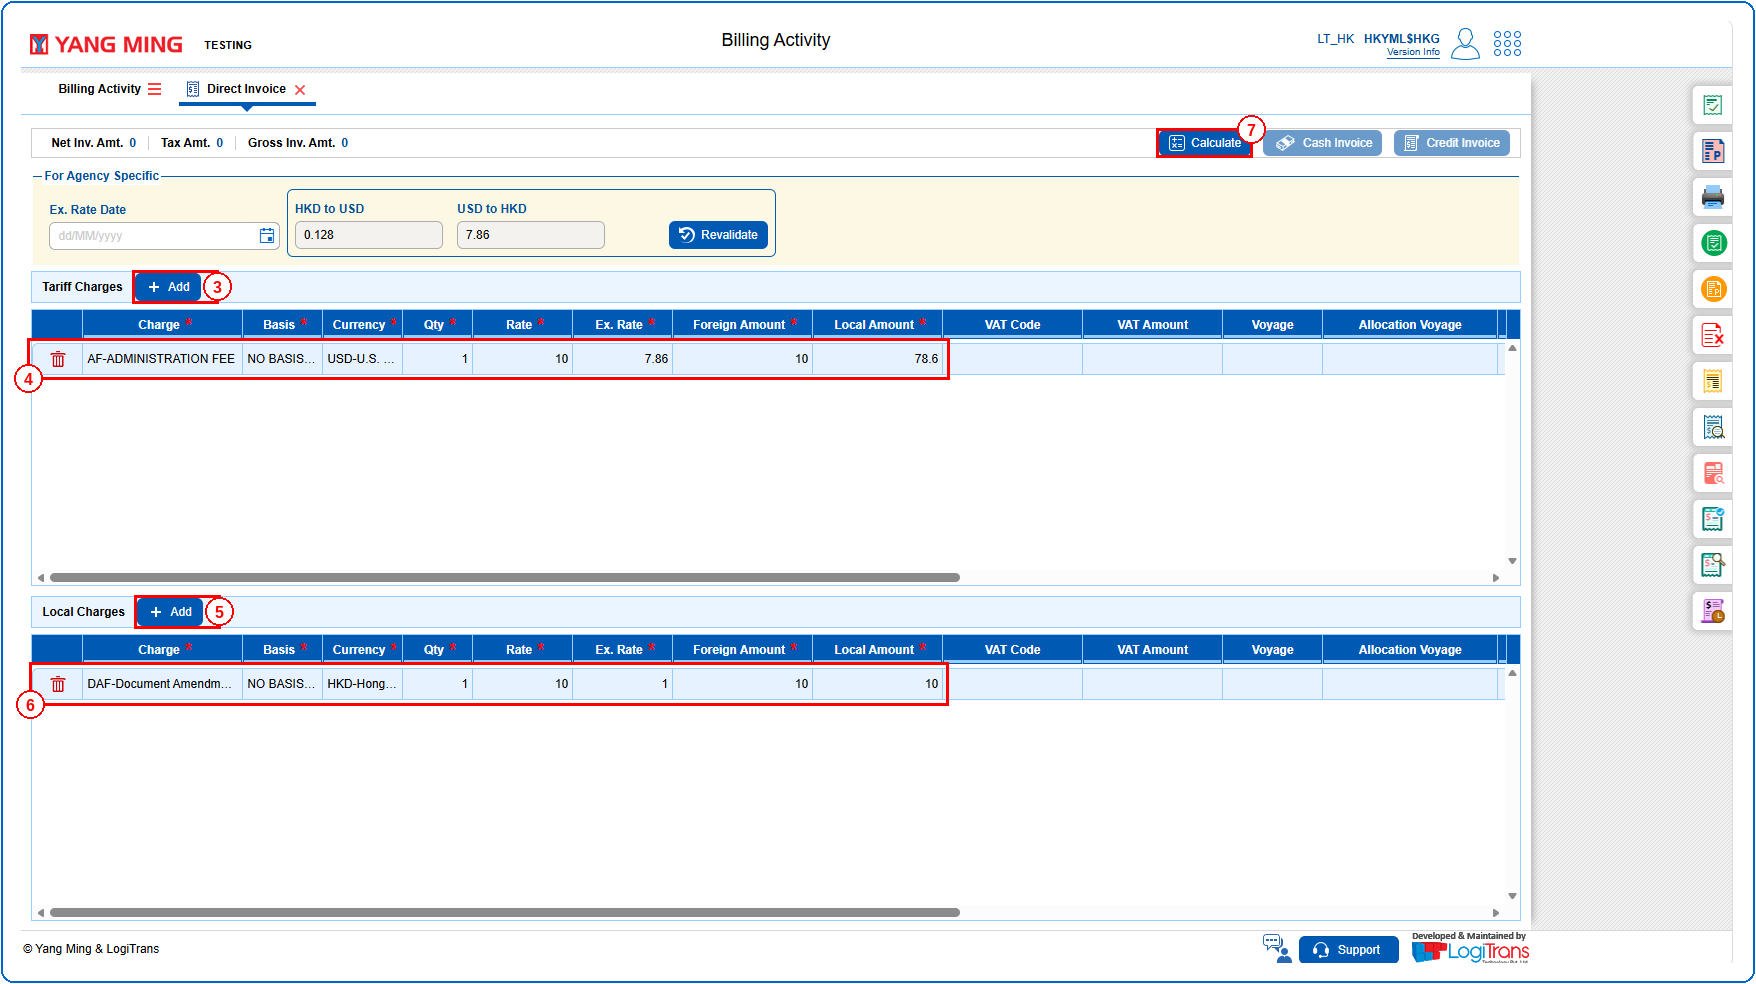 YANG MING TESTING Billing Activity LT_HK HKYML$HKG
Version Info
Billing Activity Direct Invoice
Net Inv. Amt. 0 Tax Amt. 0 Gross Inv. Amt. 0 Calculate 7 Cash Invoice Credit Invoice
For Agency Specific
Ex. Rate Date HKD to USD USD to HKD
dd/MM/yyyy 0.128 7.86 Revalidate
Tariff Charges + Add 3
Charge * Basis * Currency * Qty * Rate * Ex. Rate * Foreign Amount * Local Amount * VAT Code VAT Amount Voyage Allocation Voyage
AF-ADMINISTRATION FEE NO BASIS... USD-U.S. ... 1 10 7.86 10 78.6
4
Local Charges + Add 5
Charge * Basis * Currency * Qty * Rate * Ex. Rate * Foreign Amount * Local Amount * VAT Code VAT Amount Voyage Allocation Voyage
DAF-Document Amendm... NO BASIS... HKD-Hong... 1 10 1 10 10
6
© Yang Ming & LogiTrans Support Developed & Maintained by
LogiTrans
Technology Pvt. Ltd.